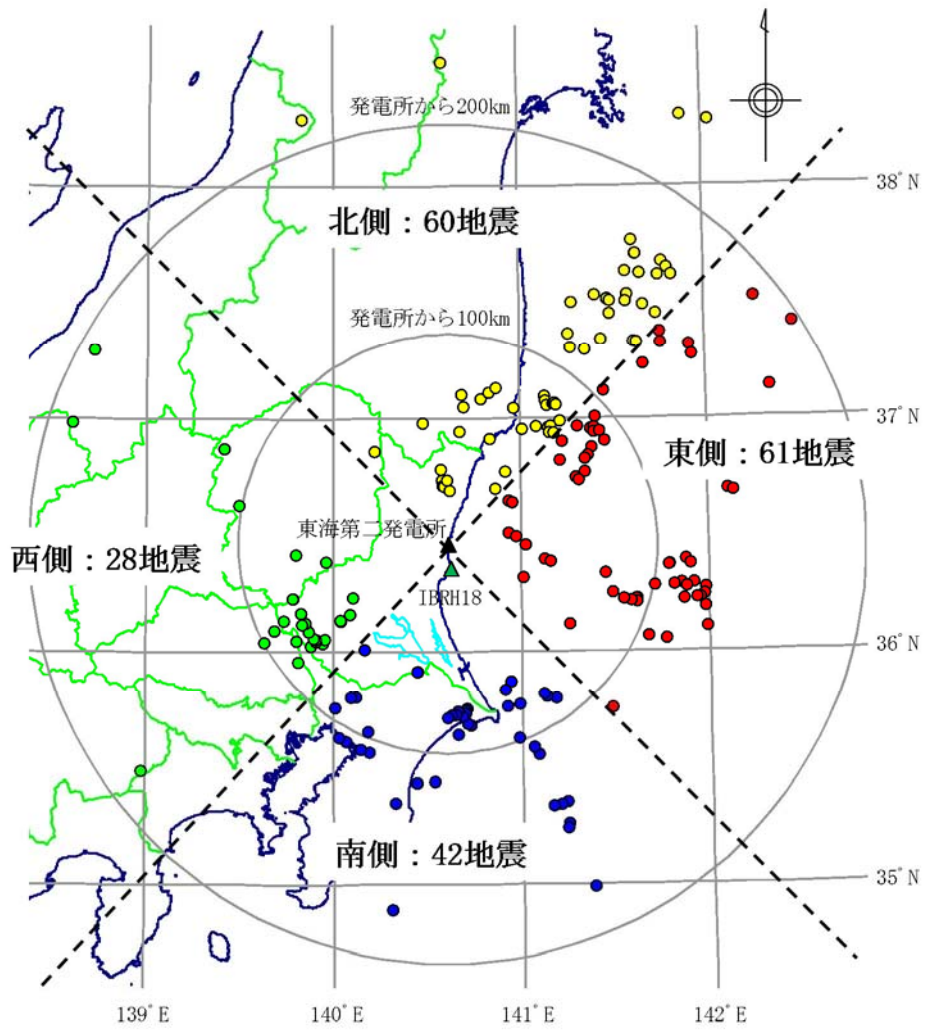 発電所から200km
38°N
北側：60地震
発電所から100km
37°N
東側：61地震
東海第二発電所
西側：28地震
IBRH18
36°N
南側：42地震
35°N
139°E
140°E
141°E
142°E